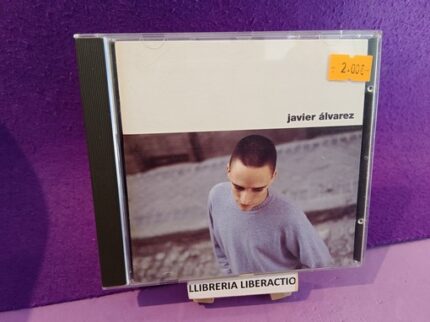 2.00€
javier álvarez
LLIBRERIA LIBERACTIO